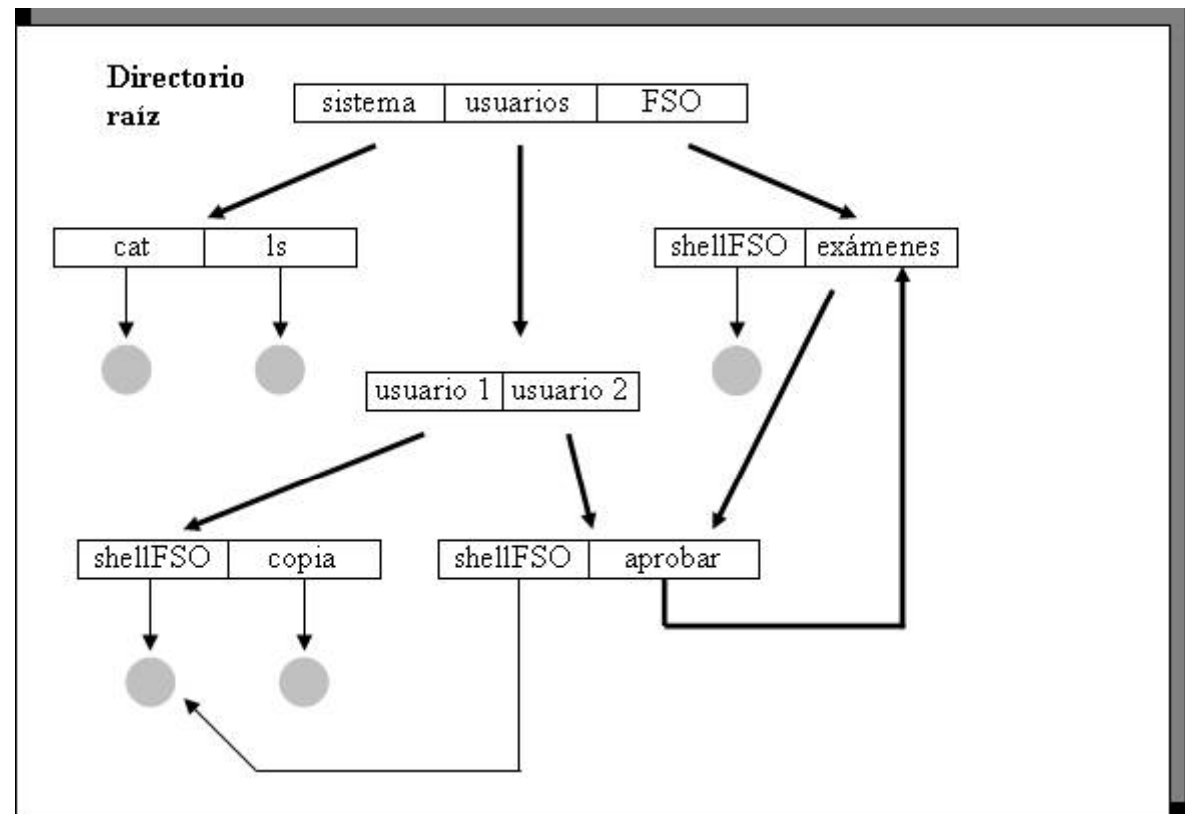 Directorio
raíz
sistema usuarios FSO
cat ls
shellFSO exámenes
usuario 1 usuario 2
shellFSO copia
shellFSO aprobar